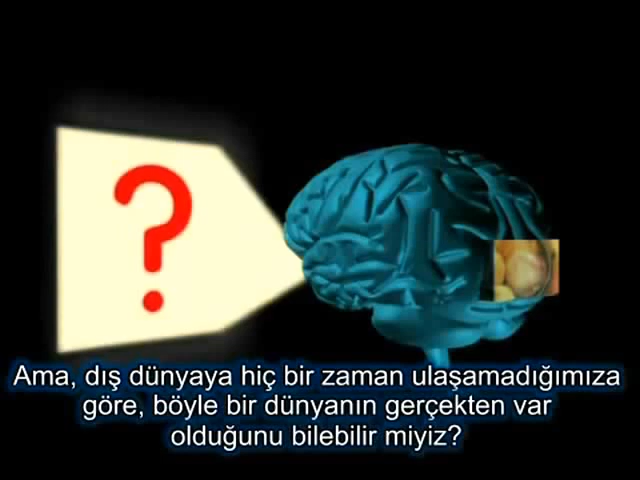 ?
Ama, dış dünyaya hiç bir zaman ulaşamadığımıza
göre, böyle bir dünyanın gerçekten var
olduğunu bilebilir miyiz?